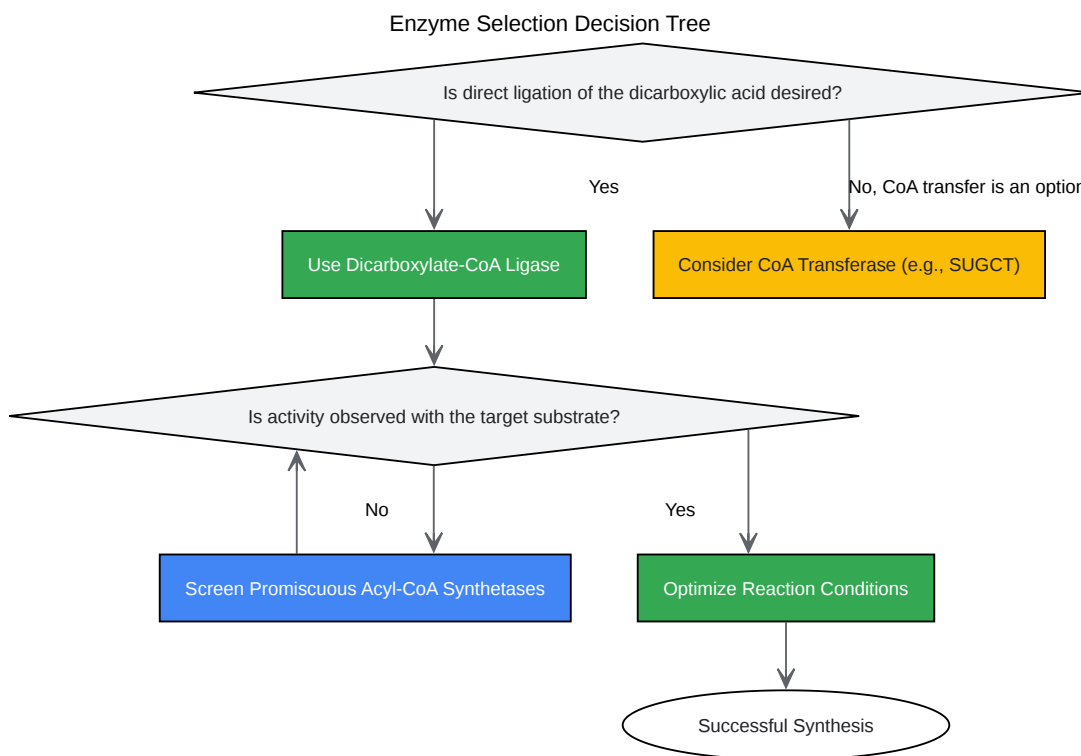 Enzyme Selection Decision Tree
Is direct ligation of the dicarboxylic acid desired?
Yes
No, CoA transfer is an option
Use Dicarboxylate-CoA Ligase
Consider CoA Transferase (e.g., SUGCT)
Is activity observed with the target substrate?
No
Yes
Screen Promiscuous Acyl-CoA Synthetases
Optimize Reaction Conditions
Successful Synthesis